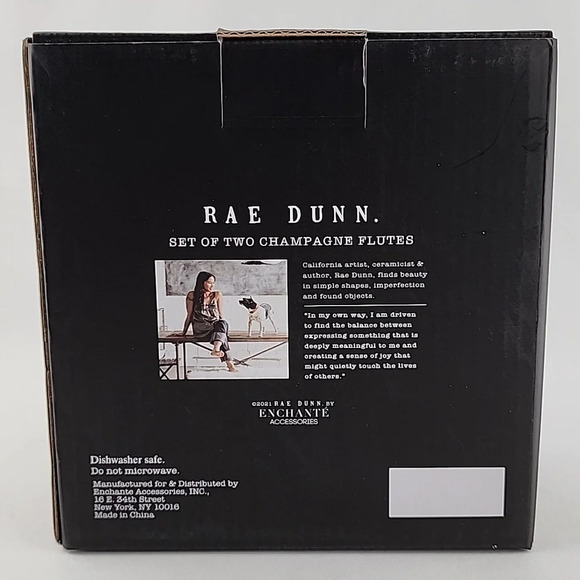 RAE DUNN.
SET OF TWO CHAMPAGNE FLUTES
California artist, ceramicist &
author, Rae Dunn, finds beauty
in simple shapes, imperfection
and found objects.
"In my own way, I am driven
to find the balance between
expressing something that is
deeply meaningful to me and
creating a sense of joy that
might quietly touch the lives
of others."
©2021 RAE DUNN. BY
ENCHANTÉ
ACCESSORIES
Dishwasher safe.
Do not microwave.
Manufactured for & Distributed by
Enchante Accessories, INC.,
16 E. 34th Street
New York, NY 10016
Made in China